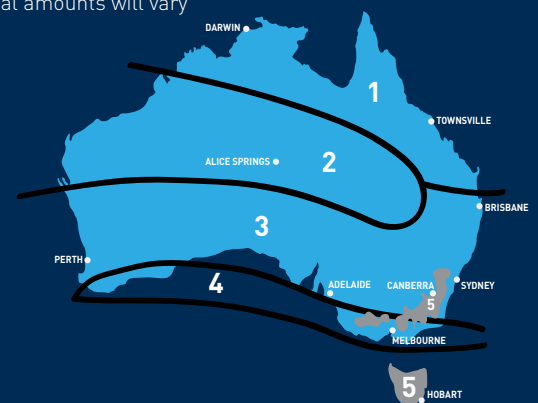 al amounts will vary
DARWIN
1
TOWNSVILLE
ALICE SPRINGS
2
BRISBANE
3
PERTH
4
ADELAIDE
CANBERRA
SYDNEY
5
MELBOURNE
5
HOBART